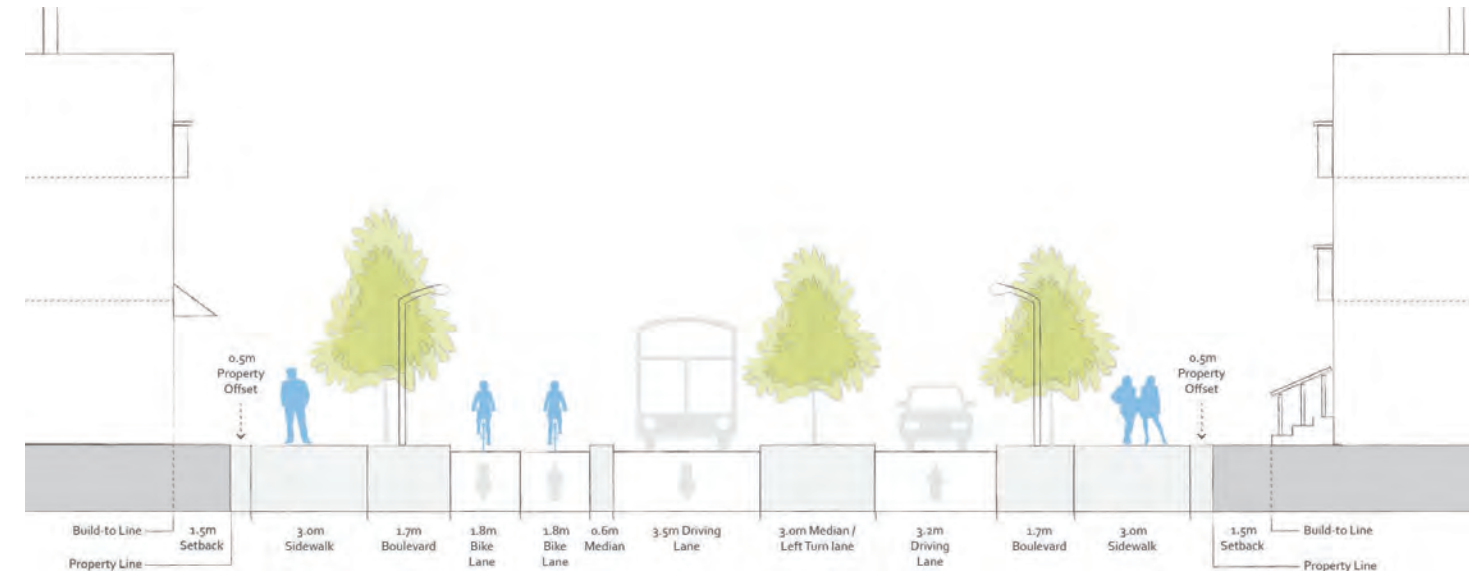 0.5m
Property
Offset
0.5m
Property
Offset
Build-to Line
Property Line
1.5m
Setback
3.0m
Sidewalk
1.7m
Boulevard
1.8m
Bike
Lane
1.8m
Bike
Lane
0.6m
Median
3.5m Driving
Lane
3.0m Median /
Left Turn lane
3.2m
Driving
Lane
1.7m
Boulevard
3.0m
Sidewalk
1.5m
Setback
Build-to Line
Property Line